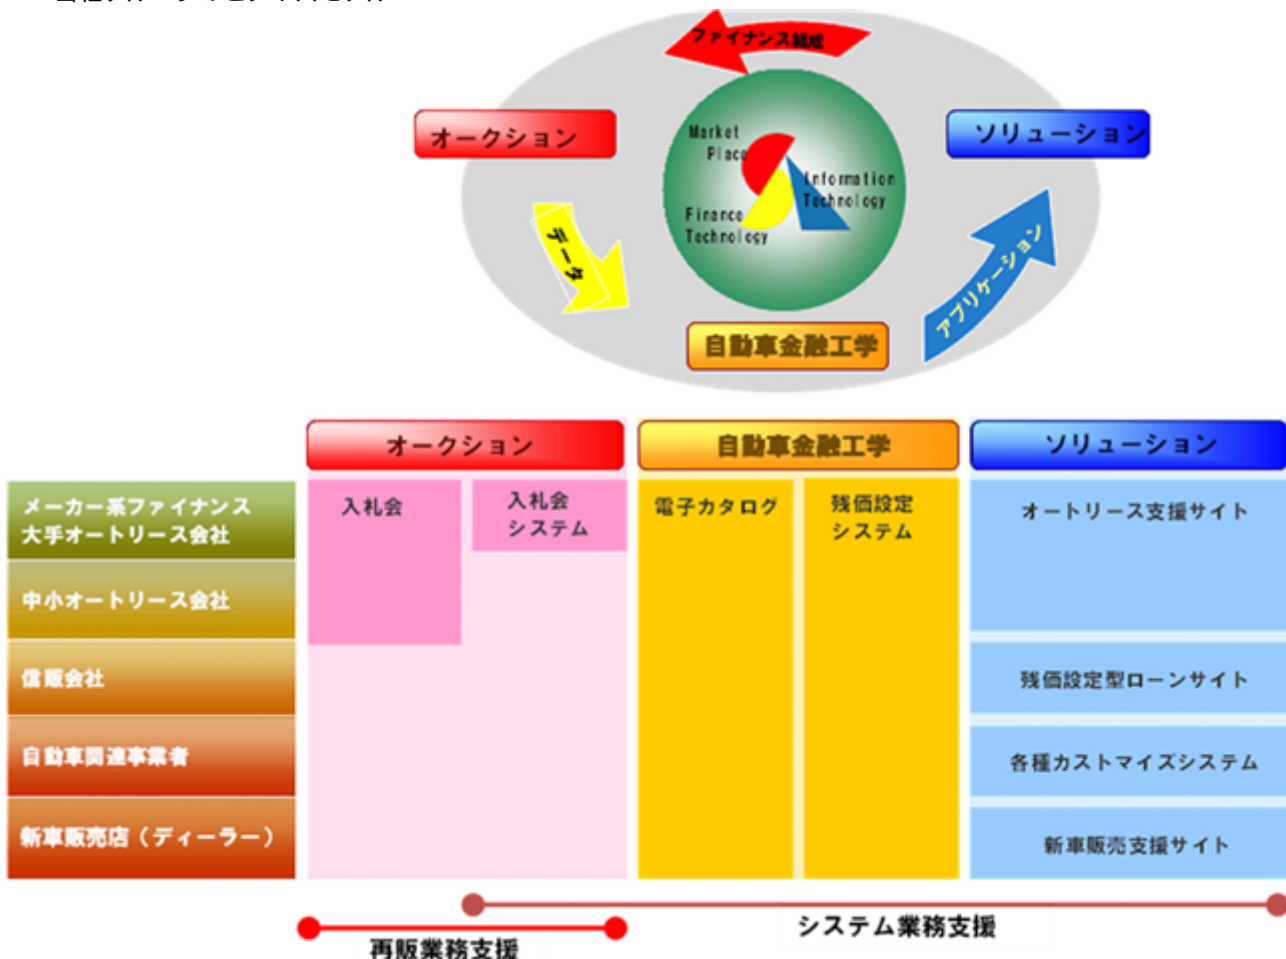 ファイナンス組成
オークション
ソリューション
Market
Place
Information
Technology
Finance
Technology
データ
アプリケーション
自動車金融工学
オークション
自動車金融工学
ソリューション
メーカー系ファイナンス
大手オートリース会社
入札会
入札会
システム
電子カタログ
残価設定
システム
オートリース支援サイト
中小オートリース会社
信販会社
残価設定型ローンサイト
自動車関連事業者
各種カストマイズシステム
新車販売店（ディーラー）
新車販売支援サイト
システム業務支援
再販業務支援